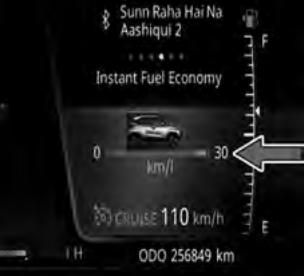 Sunn Raha Hai Na
Aashiqui 2
F
Instant Fuel Economy
0 30
km/l
CRUISE 110 km/h
E
H
ODO 256849 km